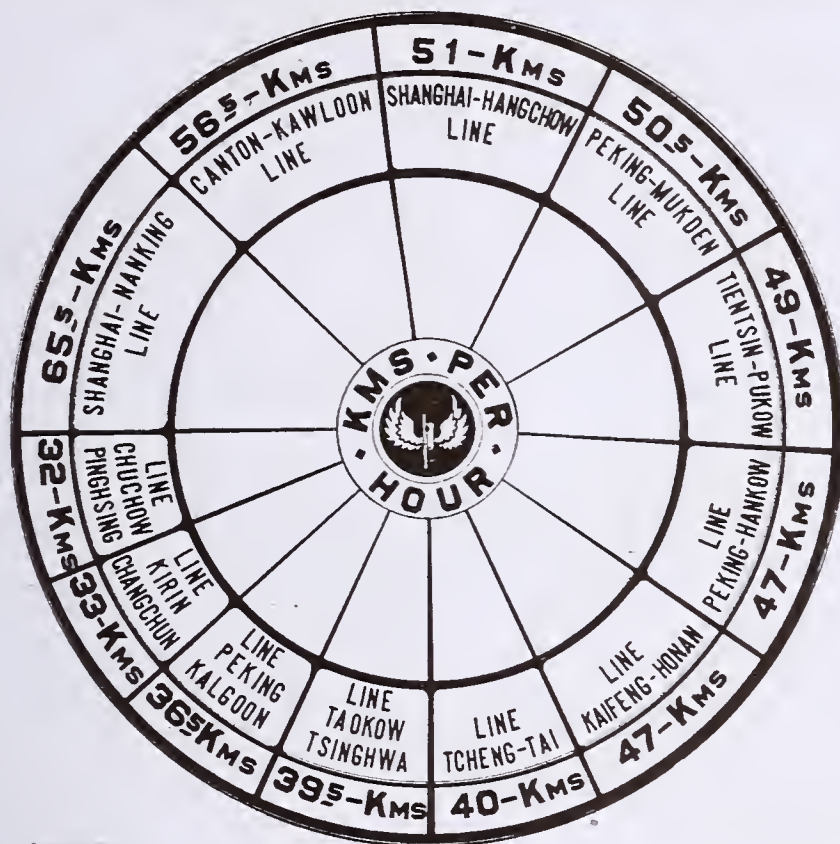 51-KMS
SHANGHAI-HANGCHOW
LINE
50.5-KMS
PEKING-MUKDEN
LINE
49-KMS
TIENTSIN-PUKOW
LINE
47-KMS
LINE
PEKING-HANKOW
47-KMS
LINE
KAIFENG-HONAN
40-KMS
LINE
TCHENG-TAI
39.5-KMS
LINE
TAOKOW
TSINGHWA
36.5KMS
LINE
PEKING
KALGOON
33-KMS
LINE
KIRIN
CHANGCHUN
32-KMS
LINE
CHUCHOW
PINGHSING
65.5-KMS
SHANGHAI-NANKING
LINE
56.5-KMS
CANTON-KAWLOON
LINE
KMS·PER
·HOUR·